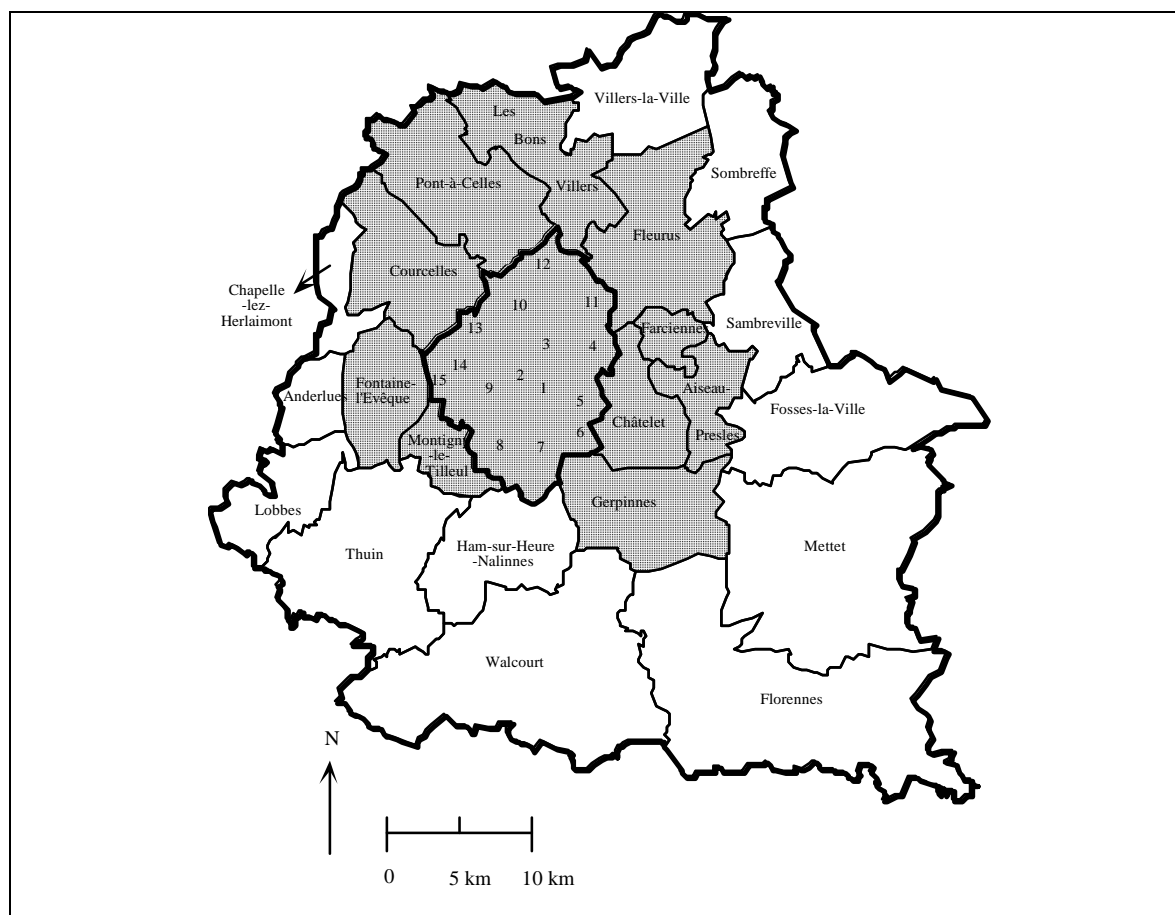 Villers-la-Ville
Les
Bons
Villers
Sombreffe
Pont-à-Celles
Fleurus
Courcelles
Chapelle
-lez-
Herlaimont
12
10
11
13
3
4
14
15
2
9
1
5
6
8
7
Farciennes
Sambreville
Anderlues
Fontaine-
l'Evêque
Aiseau-
Presles
Fosses-la-Ville
Châtelet
Montigny
-le-
Tilleul
Gerpinnes
Lobbes
Thuin
Ham-sur-Heure
-Nalinnes
Mettet
Walcourt
Florennes
N
0 5 km 10 km